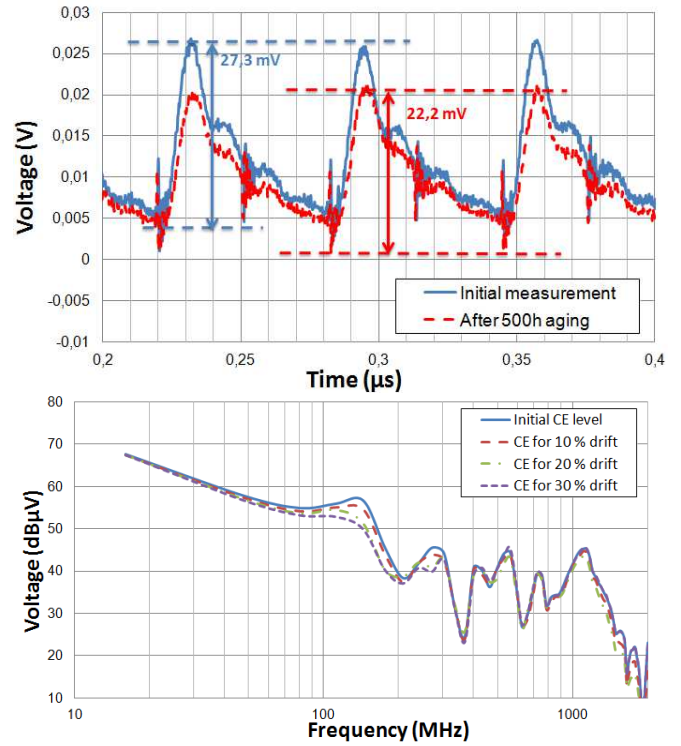 0,03
0,025
0,02
0,015
0,01
0,005
0
-0,005
-0,01
Voltage (V)
27,3 mV
22,2 mV
Initial measurement
After 500h aging
0,2
0,25
0,3
0,35
0,4
Time (µs)
80
70
60
50
40
30
20
10
Voltage (dBµV)
Initial CE level
CE for 10 % drift
CE for 20 % drift
CE for 30 % drift
10
100
1000
Frequency (MHz)